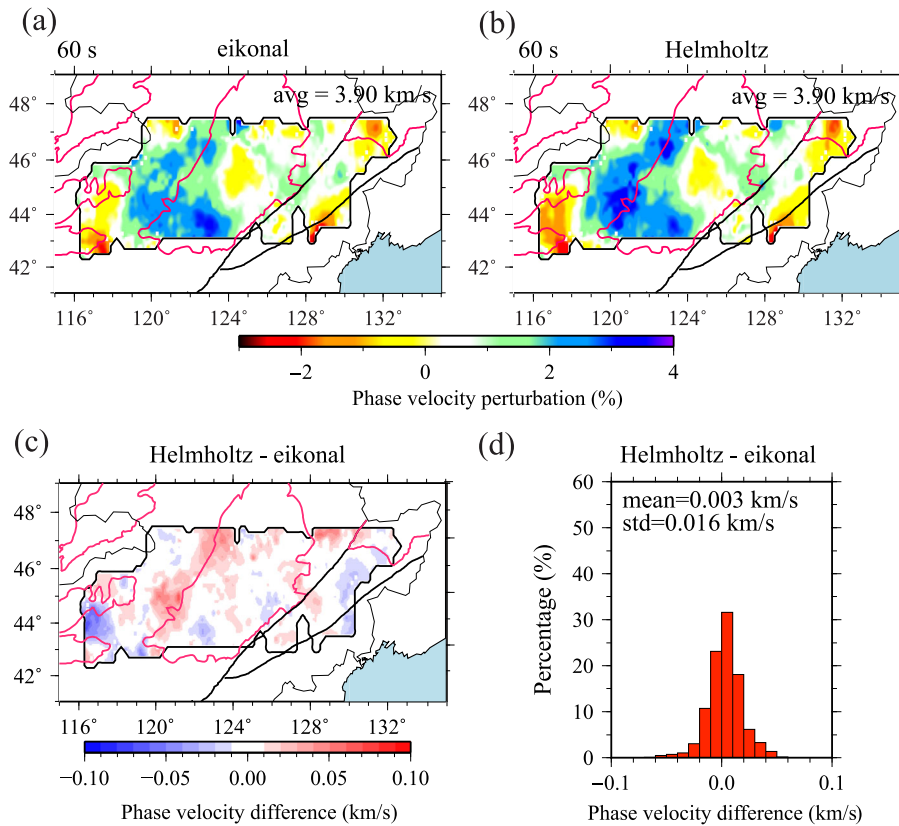 (a)
eikonal
(b)
Helmholtz
60 s
60 s
avg = 3.90 km/s
avg = 3.90 km/s
48°
46°
44°
42°
48°
46°
44°
42°
116° 120° 124° 128° 132°
116° 120° 124° 128° 132°
−2 0 2 4
Phase velocity perturbation (%)
(c)
Helmholtz - eikonal
(d)
Helmholtz - eikonal
48°
46°
44°
42°
116° 120° 124 128° 132°
−0.10 −0.05 0.00 0.05 0.10
Phase velocity difference (km/s)
mean=0.003 km/s
std=0.016 km/s
60
50
40
30
20
10
0
Percentage (%)
−0.1 0.0 0.1
Phase velocity difference (km/s)